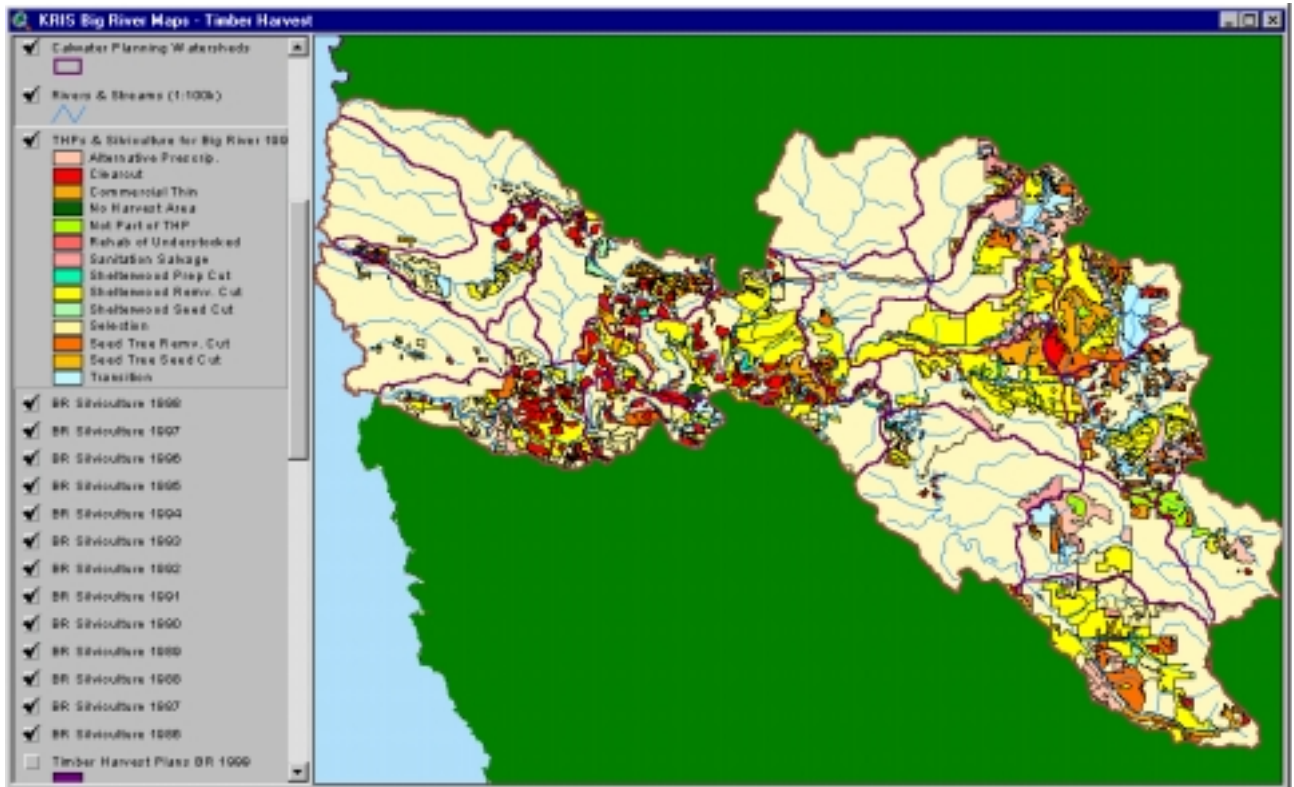 KRIS Big River Maps - Timber Harvest
Calwater Planning Watersheds
Rivers & Streams (1:100k)
THPs & Silviculture for Big River 199
Alternative Prescrip.
Clearcut
Commercial Thin
No Harvest Area
Not Part of THP
Rehab of Understocked
Sanitation Salvage
Shelterwood Prep Cut
Shelterwood Remv. Cut
Shelterwood Seed Cut
Selection
Seed Tree Remv. Cut
Seed Tree Seed Cut
Transition
BR Silviculture 1998
BR Silviculture 1997
BR Silviculture 1996
BR Silviculture 1995
BR Silviculture 1994
BR Silviculture 1993
BR Silviculture 1992
BR Silviculture 1991
BR Silviculture 1990
BR Silviculture 1989
BR Silviculture 1988
BR Silviculture 1987
BR Silviculture 1986
Timber Harvest Plans BR 1999